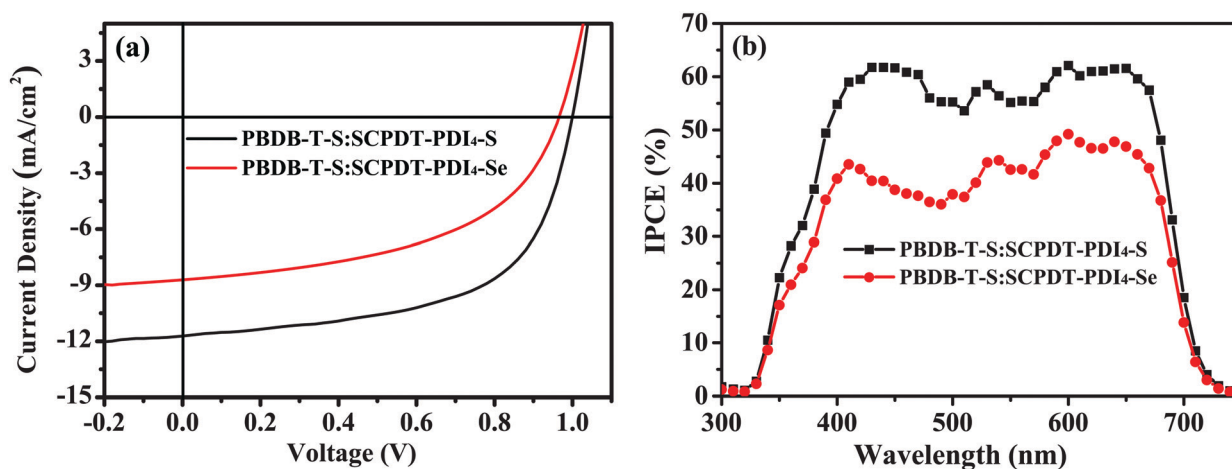 (a)
Current Density (mA/cm²)
3
0
-3
-6
-9
-12
-15
PBDB-T-S:SCPDT-PDI₄-S
PBDB-T-S:SCPDT-PDI₄-Se
-0.2 0.0 0.2 0.4 0.6 0.8 1.0
Voltage (V)
(b)
IPCE (%)
70
60
50
40
30
20
10
0
PBDB-T-S:SCPDT-PDI₄-S
PBDB-T-S:SCPDT-PDI₄-Se
300 400 500 600 700
Wavelength (nm)